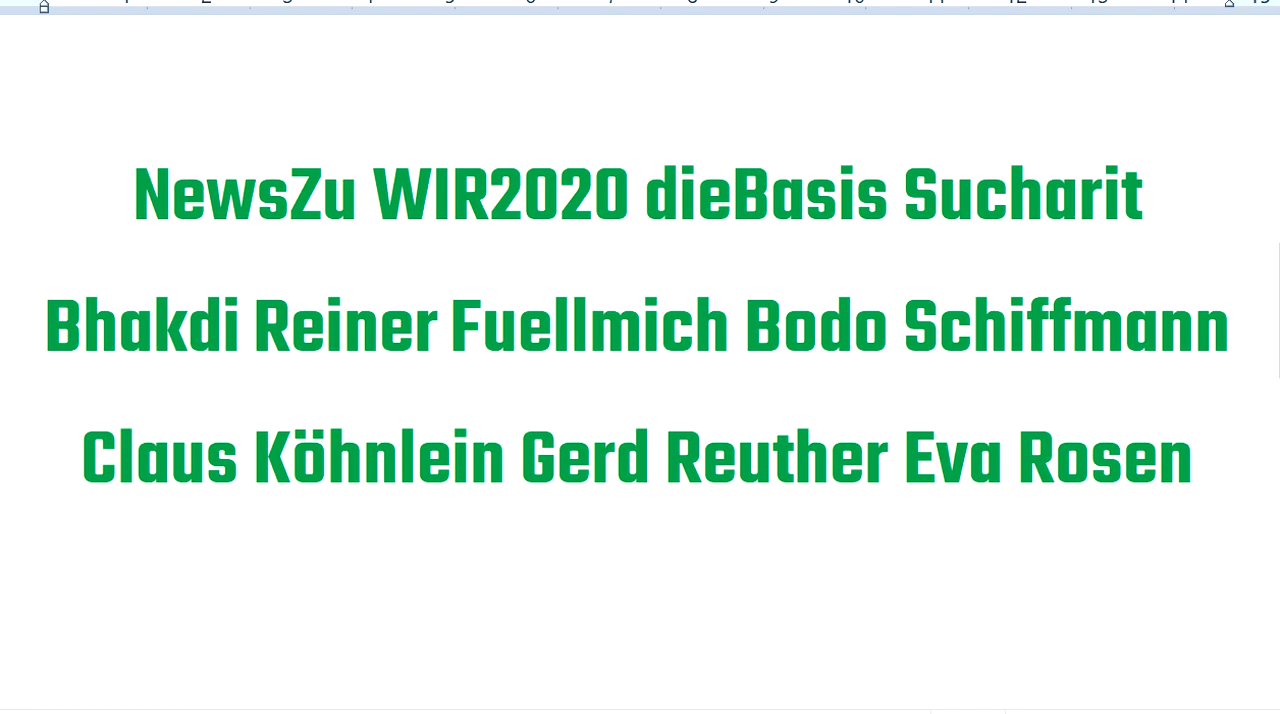 NewsZu WIR2020 dieBasis Sucharit
Bhakdi Reiner Fuellmich Bodo Schiffmann
Claus Köhnlein Gerd Reuther Eva Rosen